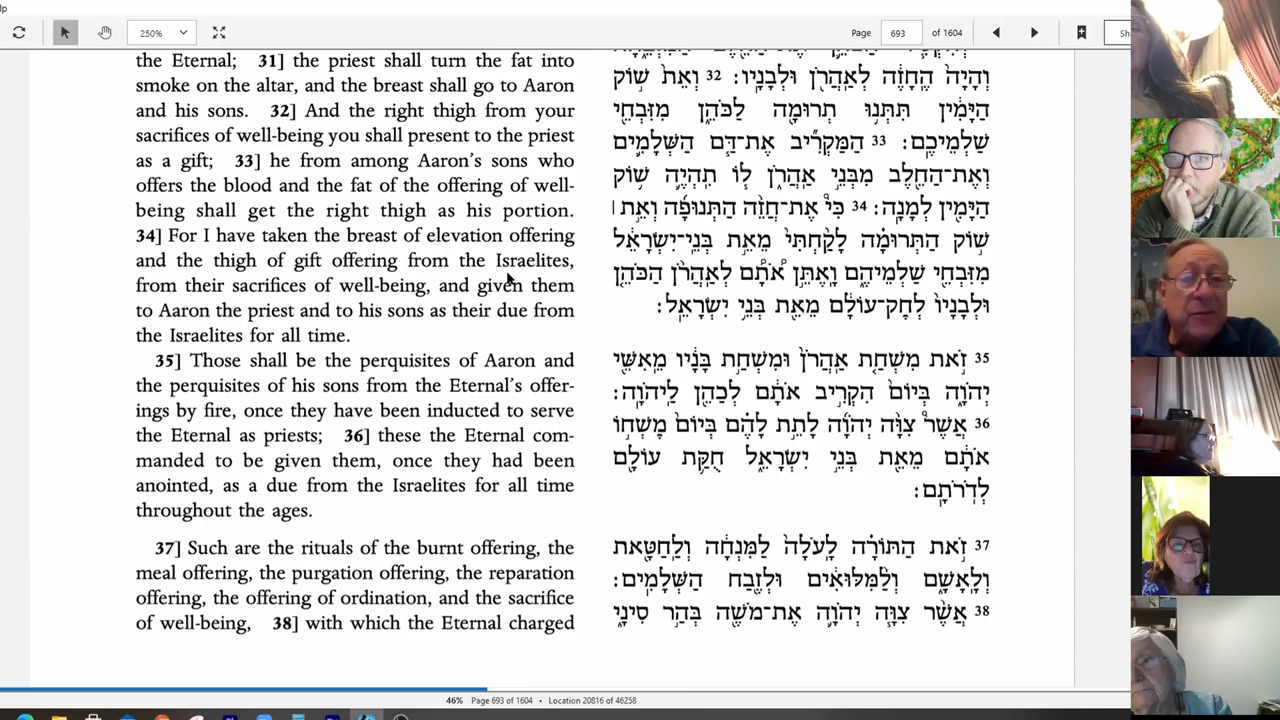 lp
250%
Page 693 of 1604
the Eternal; 31] the priest shall turn the fat into
smoke on the altar, and the breast shall go to Aaron
and his sons. 32] And the right thigh from your
sacrifices of well-being you shall present to the priest
as a gift; 33] he from among Aaron’s sons who
offers the blood and the fat of the offering of well-
being shall get the right thigh as his portion.
34] For I have taken the breast of elevation offering
and the thigh of gift offering from the Israelites,
from their sacrifices of well-being, and given them
to Aaron the priest and to his sons as their due from
the Israelites for all time.
35] Those shall be the perquisites of Aaron and
the perquisites of his sons from the Eternal’s offer-
ings by fire, once they have been inducted to serve
the Eternal as priests; 36] these the Eternal com-
manded to be given them, once they had been
anointed, as a due from the Israelites for all time
throughout the ages.
37] Such are the rituals of the burnt offering, the
meal offering, the purgation offering, the reparation
offering, the offering of ordination, and the sacrifice
of well-being, 38] with which the Eternal charged
וְהָיָה֙ הֶֽחָזֶ֔ה לְאַהֲרֹ֖ן וּלְבָנָֽיו׃ 32 וְאֵת֙ שׁ֣וֹק
הַיָּמִ֔ין תִּתְּנ֥וּ תְרוּמָ֖ה לַכֹּהֵ֑ן מִזִּבְחֵ֖י
שַׁלְמֵיכֶֽם׃ 33 הַמַּקְרִ֞יב אֶת־דַּ֧ם הַשְּׁלָמִ֛ים
וְאֶת־הַחֵ֖לֶב מִבְּנֵ֣י אַהֲרֹ֑ן ל֧וֹ תִהְיֶ֛ה שׁ֥וֹק
הַיָּמִ֖ין לְמָנָֽה׃ 34 כִּי֩ אֶת־חֲזֵ֨ה הַתְּנוּפָ֜ה וְאֵ֣ת ׀
שׁ֣וֹק הַתְּרוּמָ֗ה לָקַ֙חְתִּי֙ מֵאֵ֣ת בְּנֵֽי־יִשְׂרָאֵ֔ל
מִזִּבְחֵ֖י שַׁלְמֵיהֶ֑ם וָאֶתֵּ֣ן אֹ֠תָם לְאַהֲרֹ֨ן הַכֹּהֵ֤ן
וּלְבָנָיו֙ לְחׇק־עוֹלָ֔ם מֵאֵ֖ת בְּנֵ֥י יִשְׂרָאֵֽל׃
35 זֹ֣את מִשְׁחַ֤ת אַהֲרֹן֙ וּמִשְׁחַ֣ת בָּנָ֔יו מֵאִשֵּׁ֖י
יְהֹוָ֑ה בְּיוֹם֙ הִקְרִ֣יב אֹתָ֔ם לְכַהֵ֖ן לַיהֹוָֽה׃
36 אֲשֶׁר֩ צִוָּ֨ה יְהֹוָ֜ה לָתֵ֣ת לָהֶ֗ם בְּיוֹם֙ מׇשְׁח֣וֹ
אֹתָ֔ם מֵאֵ֖ת בְּנֵ֣י יִשְׂרָאֵ֑ל חֻקַּ֥ת עוֹלָ֖ם
לְדֹרֹתָֽם׃
37 זֹ֣את הַתּוֹרָ֗ה לָֽעֹלָה֙ לַמִּנְחָ֔ה וְלַֽחַטָּ֖את
וְלָאָשָׁ֑ם וְלַ֨מִּלּוּאִ֔ים וּלְזֶ֖בַח הַשְּׁלָמִֽים׃
38 אֲשֶׁ֨ר צִוָּ֧ה יְהֹוָ֛ה אֶת־מֹשֶׁ֖ה בְּהַ֣ר סִינָ֑י
46% Page 693 of 1604 • Location 20816 of 46258